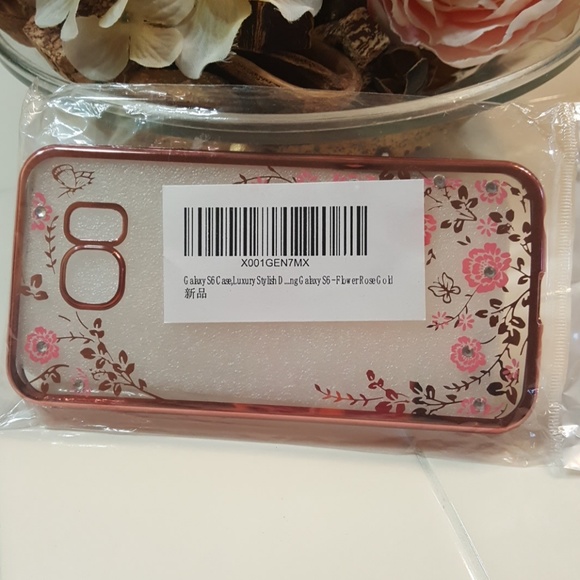 X001GEN7MX
Galaxy S6 Case,Luxury Stylish D...ng Galaxy S6 -Flower Rose Gold
新品